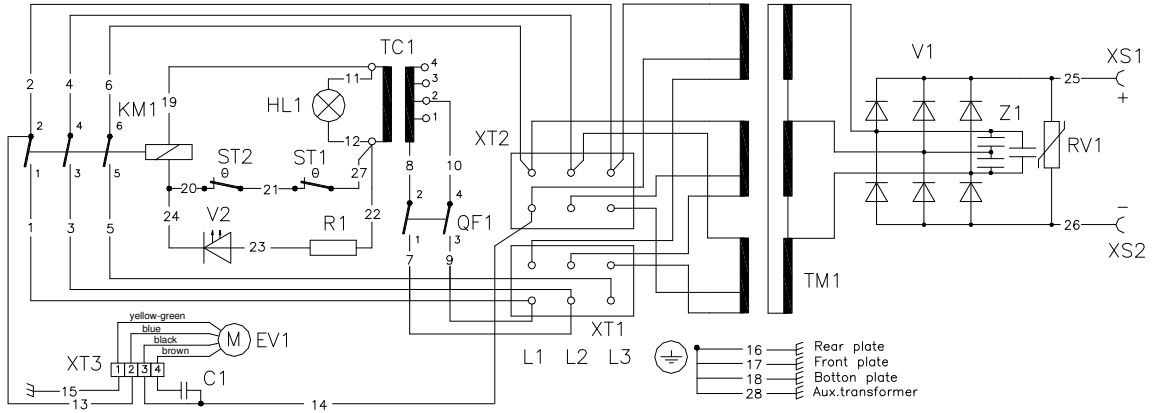 TC1
V1
XS1
2 4 6
11
4
3
2
1
25
+
KM1
19
HL1
Z1
2 4 6
12
XT2
RV1
1 3 5
ST2 ST1
θ θ
27
8 10
20 21
2 4
24 V2
R1
22
QF1
1 3 5
23
1 3
26
−
XS2
7 9
TM1
yellow-green
blue
black
brown
M EV1
XT1
XT3
1 2 3 4
L1 L2 L3
C1
15
13
14
16 Rear plate
17 Front plate
18 Botton plate
28 Aux.transformer